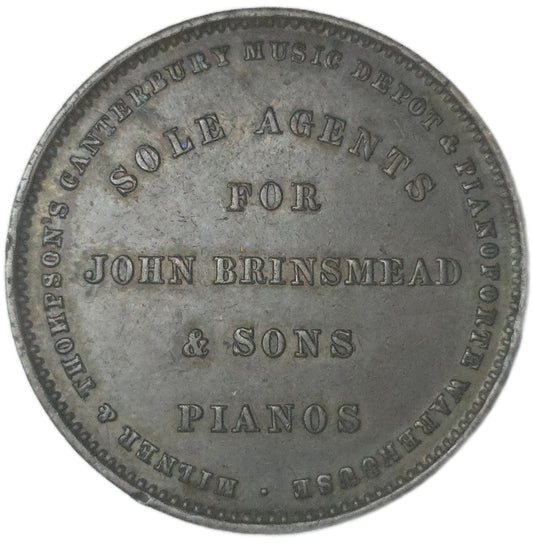 MILNER & THOMPSON'S CANTERBURY MUSIC DEPOT & PIANOFORTE WAREHOUSE ·
SOLE AGENTS
FOR
JOHN BRINSMEAD
& SONS
PIANOS